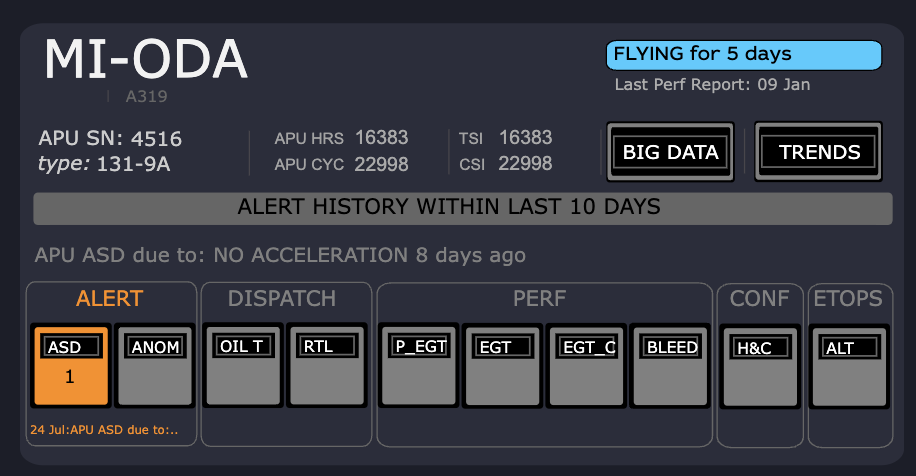 MI-ODA
FLYING for 5 days
A319
Last Perf Report: 09 Jan
APU SN: 4516
type: 131-9A
APU HRS 16383
APU CYC 22998
TSI 16383
CSI 22998
BIG DATA
TRENDS
ALERT HISTORY WITHIN LAST 10 DAYS
APU ASD due to: NO ACCELERATION 8 days ago
ALERT
DISPATCH
PERF
CONF
ETOPS
ASD
ANOM
OIL T
RTL
P_EGT
EGT
EGT_C
BLEED
H&C
ALT
1
24 Jul:APU ASD due to:..